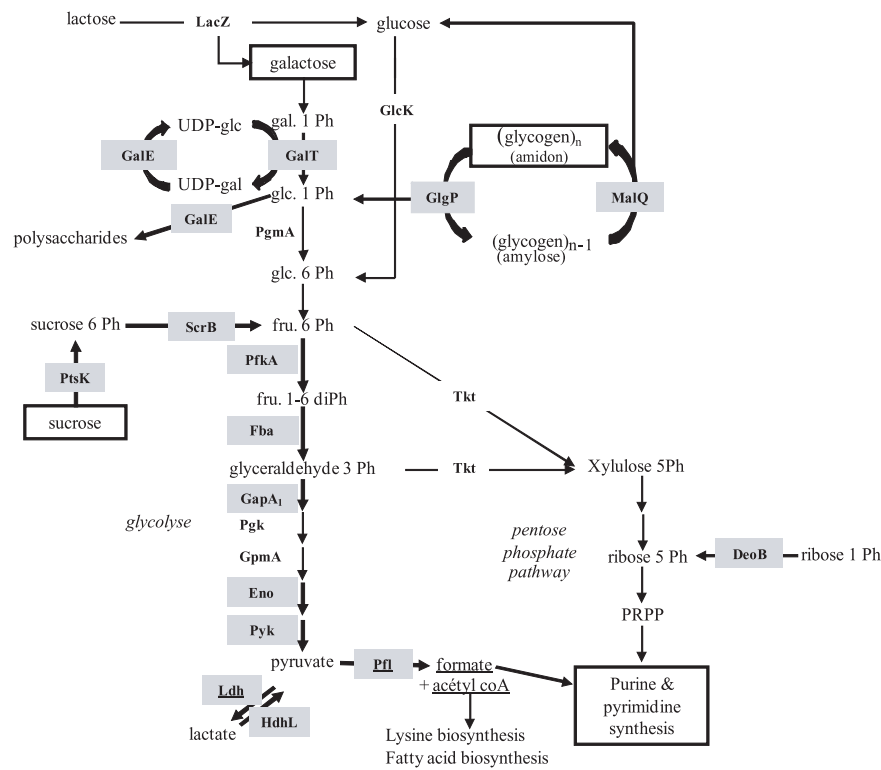 lactose LacZ glucose
galactose
GlcK
UDP-glc gal. 1 Ph (glycogen)n
(amidon)
GalE GalT
UDP-gal
glc. 1 Ph GlgP MalQ
GalE
polysaccharides PgmA (glycogen)n-1
(amylose)
glc. 6 Ph
sucrose 6 Ph ScrB fru. 6 Ph
PfkA
PtsK
Tkt
fru. 1-6 diPh
sucrose
Fba
glyceraldehyde 3 Ph Tkt Xylulose 5Ph
GapA1
glycolyse Pgk
pentose
phosphate
pathway
GpmA ribose 5 Ph DeoB ribose 1 Ph
Eno
PRPP
Pyk
pyruvate Pfl formate
+ acétyl coA
Purine &
pyrimidine
synthesis
Ldh
HdhL
lactate
Lysine biosynthesis
Fatty acid biosynthesis